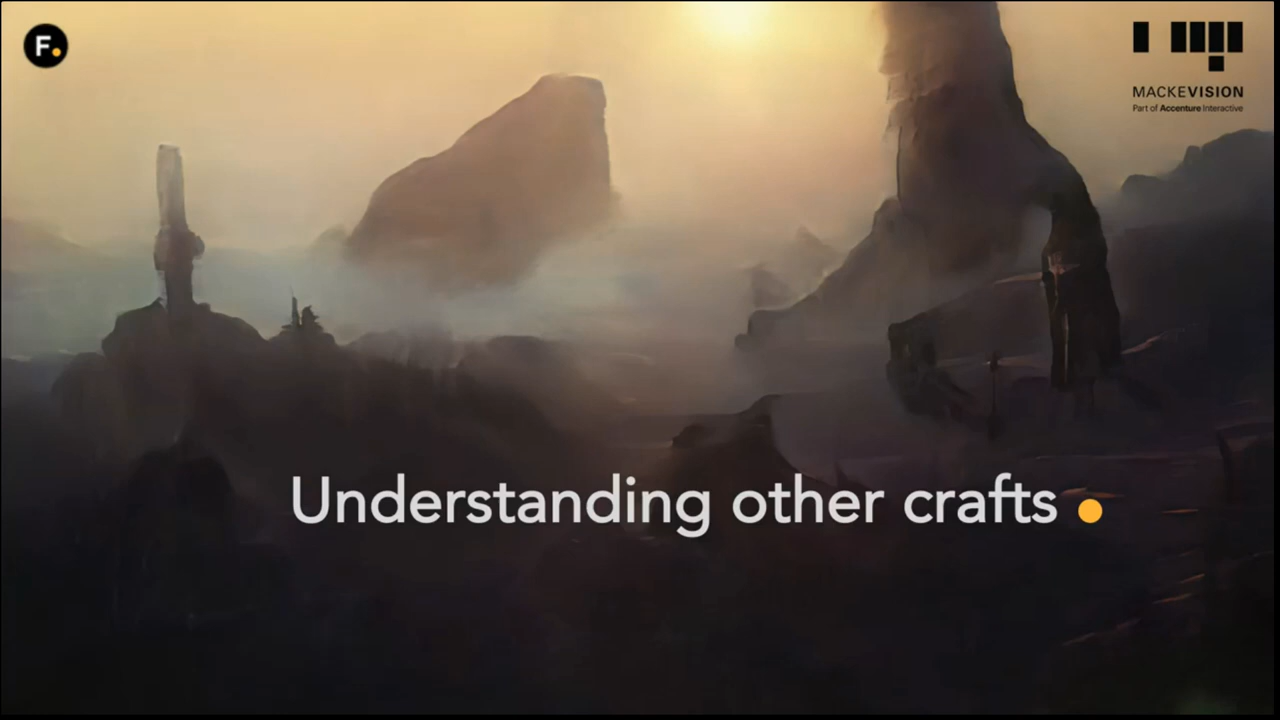 F.
MACKEVISION
Part of Accenture Interactive
Understanding other crafts